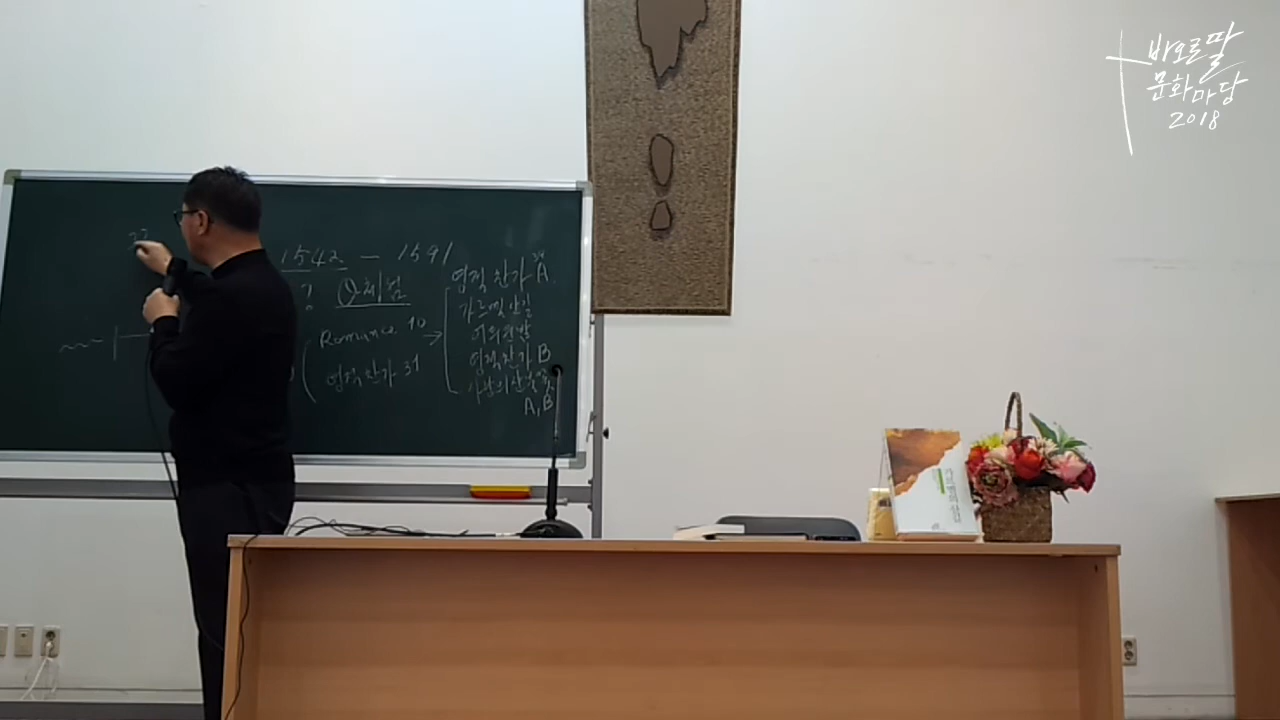 바오로딸
문화마당
2018
22
1542 - 1591
?
Romance 10
영적찬가 31
영적찬가 A
34
가르멜산길
어두운밤
영적찬가 B
사랑의 산
A, B